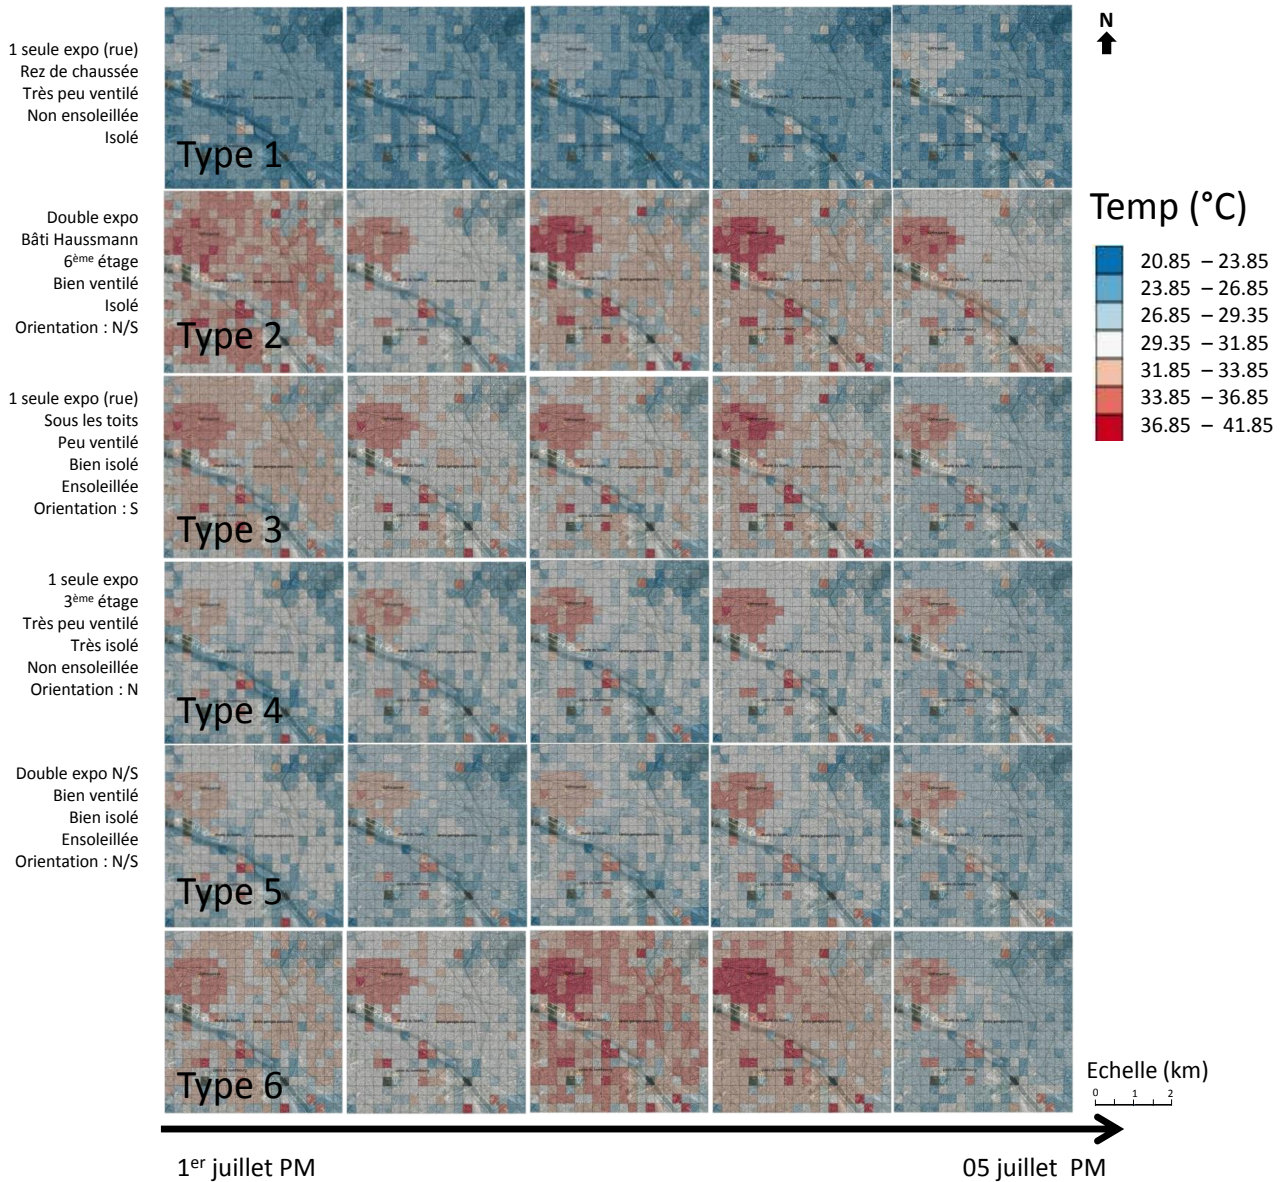 1 seule expo (rue)
Rez de chaussée
Très peu ventilé
Non ensoleillée
Isolé
Type 1
N
Double expo
Bâti Haussmann
6ème étage
Bien ventilé
Isolé
Orientation : N/S
Type 2
Temp (°C)
20.85 – 23.85
23.85 – 26.85
26.85 – 29.35
29.35 – 31.85
31.85 – 33.85
33.85 – 36.85
36.85 – 41.85
1 seule expo (rue)
Sous les toits
Peu ventilé
Bien isolé
Ensoleillée
Orientation : S
Type 3
1 seule expo
3ème étage
Très peu ventilé
Très isolé
Non ensoleillée
Orientation : N
Type 4
Double expo N/S
Bien ventilé
Bien isolé
Ensoleillée
Orientation : N/S
Type 5
Type 6
Echelle (km)
0 1 2
1er juillet PM
05 juillet PM